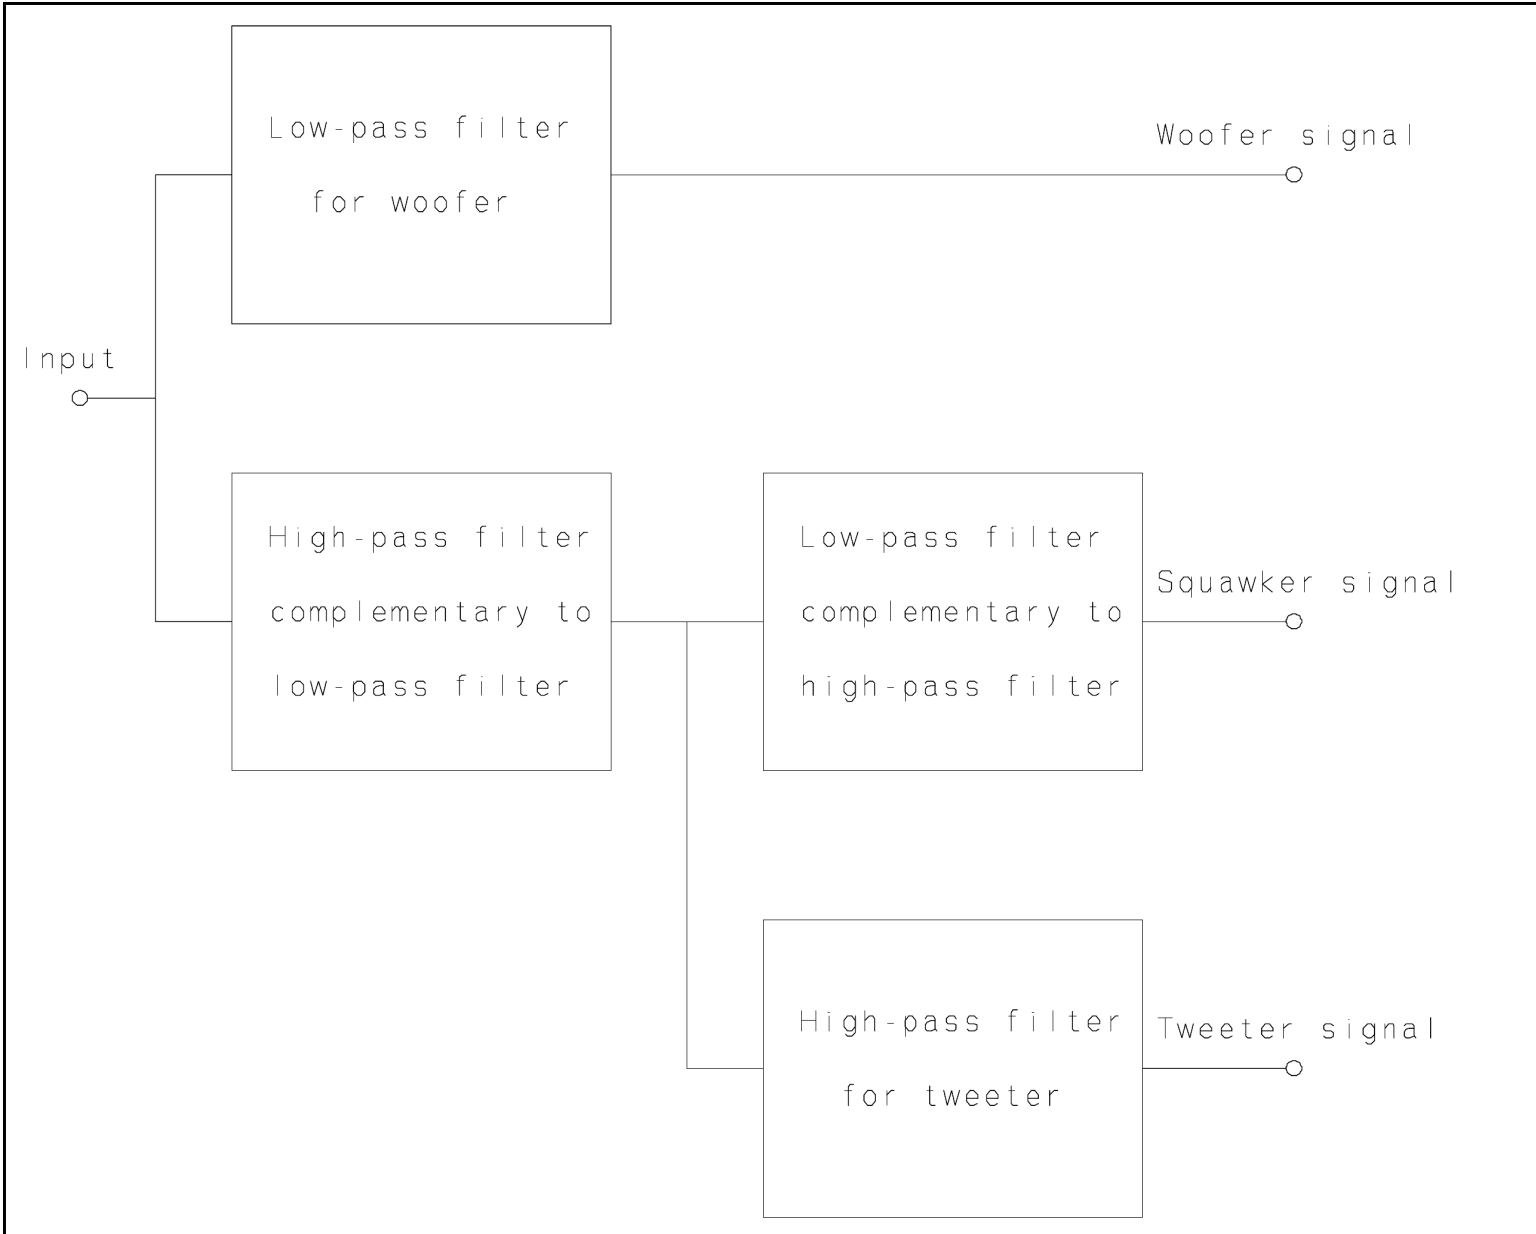 Low-pass filter
for woofer
Woofer signal
Input
High-pass filter
complementary to
low-pass filter
Low-pass filter
complementary to
high-pass filter
Squawker signal
High-pass filter
for tweeter
Tweeter signal